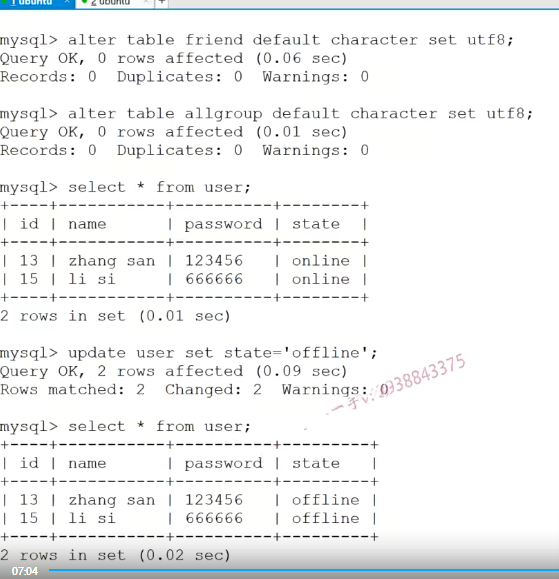 1 ubuntu × 2 ubuntu × +
mysql> alter table friend default character set utf8;
Query OK, 0 rows affected (0.06 sec)
Records: 0  Duplicates: 0  Warnings: 0
mysql> alter table allgroup default character set utf8;
Query OK, 0 rows affected (0.01 sec)
Records: 0  Duplicates: 0  Warnings: 0
mysql> select * from user;
+----+-----------+----------+--------+
| id | name      | password | state  |
+----+-----------+----------+--------+
| 13 | zhang san | 123456   | online |
| 15 | li si     | 666666   | online |
+----+-----------+----------+--------+
2 rows in set (0.01 sec)
mysql> update user set state='offline';
Query OK, 2 rows affected (0.09 sec)
Rows matched: 2  Changed: 2  Warnings: 0
一手v:1938843375
mysql> select * from user;
+----+-----------+----------+---------+
| id | name      | password | state   |
+----+-----------+----------+---------+
| 13 | zhang san | 123456   | offline |
| 15 | li si     | 666666   | offline |
+----+-----------+----------+---------+
2 rows in set (0.02 sec)
07:04